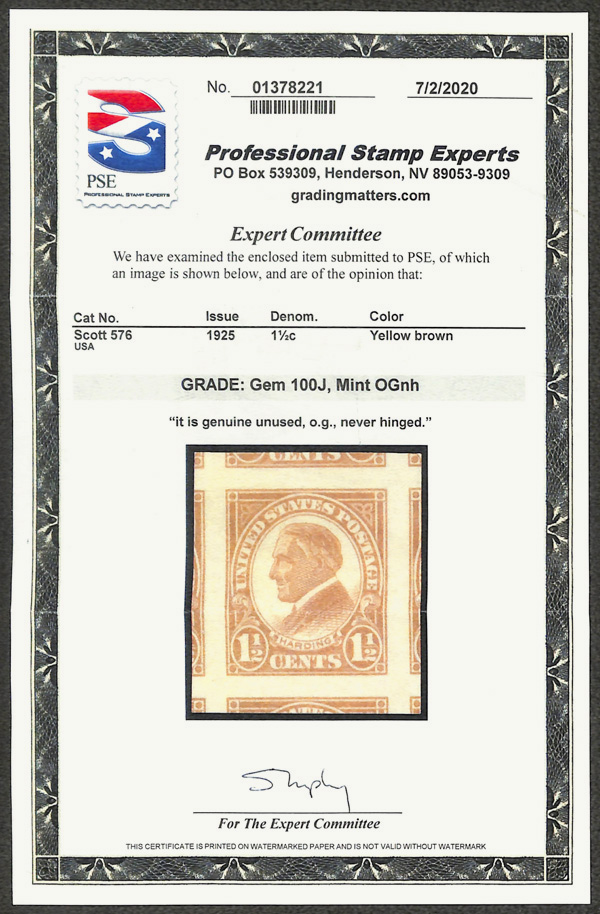 No. 01378221 7/2/2020
PSE
PROFESSIONAL STAMP EXPERTS
Professional Stamp Experts
PO Box 539309, Henderson, NV 89053-9309
gradingmatters.com
Expert Committee
We have examined the enclosed item submitted to PSE, of which
an image is shown below, and are of the opinion that:
Cat No. Issue Denom. Color
Scott 576 1925 1½c Yellow brown
USA
GRADE: Gem 100J, Mint OGnh
“it is genuine unused, o.g., never hinged.”
CENTS
UNITED STATES POSTAGE
HARDING
1½ CENTS 1½
For The Expert Committee
THIS CERTIFICATE IS PRINTED ON WATERMARKED PAPER AND IS NOT VALID WITHOUT WATERMARK